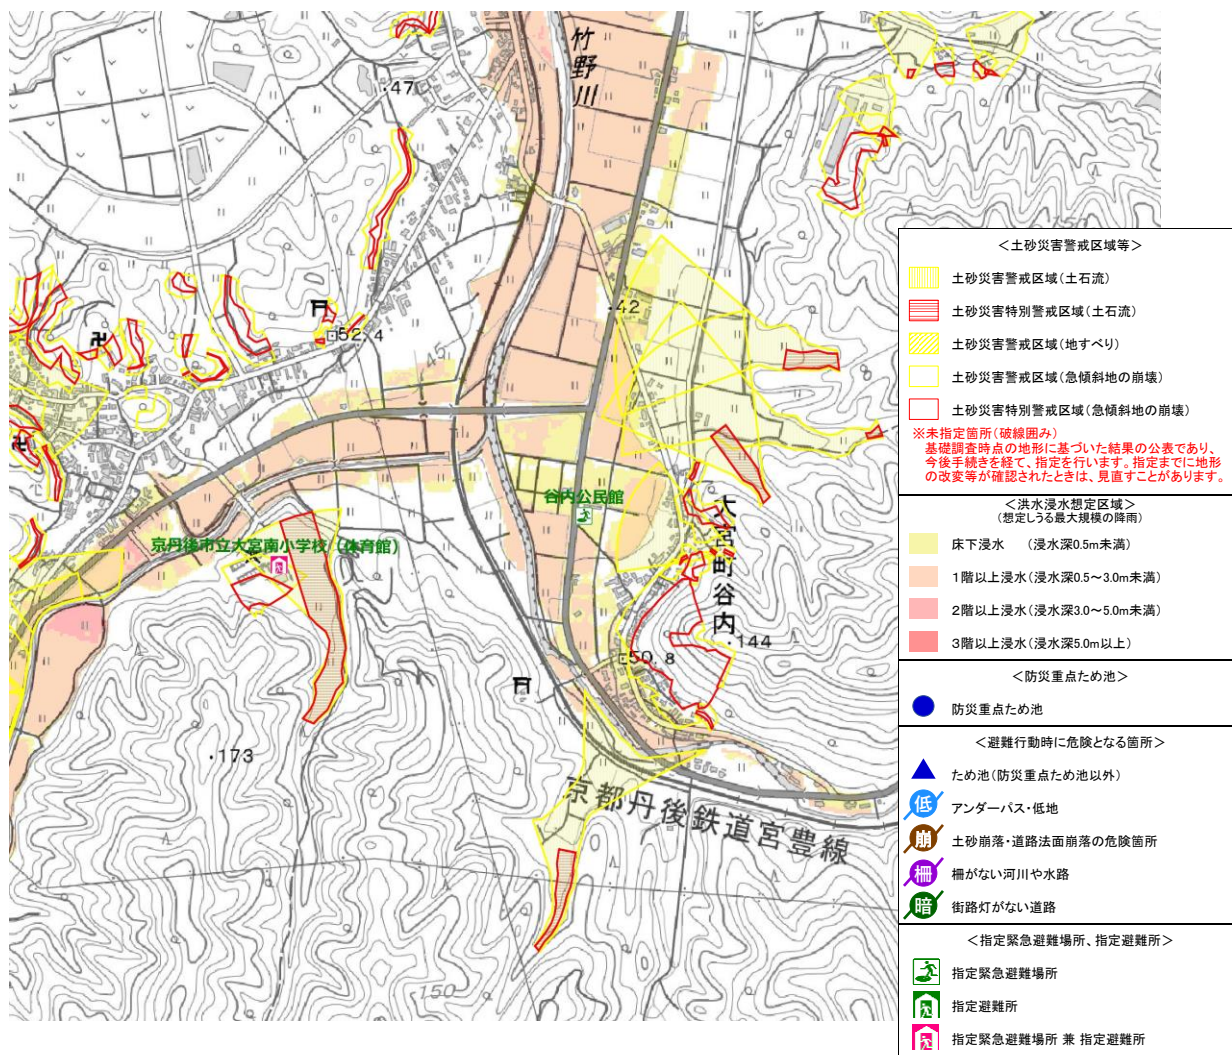 竹野川
47
52.4
42
45
谷内公民館
京丹後市立大宮南小学校(体育館)
大宮町谷内
144
50.8
173
京都丹後鉄道宮豊線
150
＜土砂災害警戒区域等＞
土砂災害警戒区域(土石流)
土砂災害特別警戒区域(土石流)
土砂災害警戒区域(地すべり)
土砂災害警戒区域(急傾斜地の崩壊)
土砂災害特別警戒区域(急傾斜地の崩壊)
※未指定箇所(破線囲み)
基礎調査時点の地形に基づいた結果の公表であり、
今後手続きを経て、指定を行います。指定までに地形
の改変等が確認されたときは、見直すことがあります。
＜洪水浸水想定区域＞
(想定しうる最大規模の降雨)
床下浸水 (浸水深0.5m未満)
1階以上浸水(浸水深0.5～3.0m未満)
2階以上浸水(浸水深3.0～5.0m未満)
3階以上浸水(浸水深5.0m以上)
＜防災重点ため池＞
防災重点ため池
＜避難行動時に危険となる箇所＞
ため池(防災重点ため池以外)
低 アンダーパス・低地
崩 土砂崩落・道路法面崩落の危険箇所
柵 柵がない河川や水路
暗 街路灯がない道路
＜指定緊急避難場所、指定避難所＞
指定緊急避難場所
指定避難所
指定緊急避難場所 兼 指定避難所